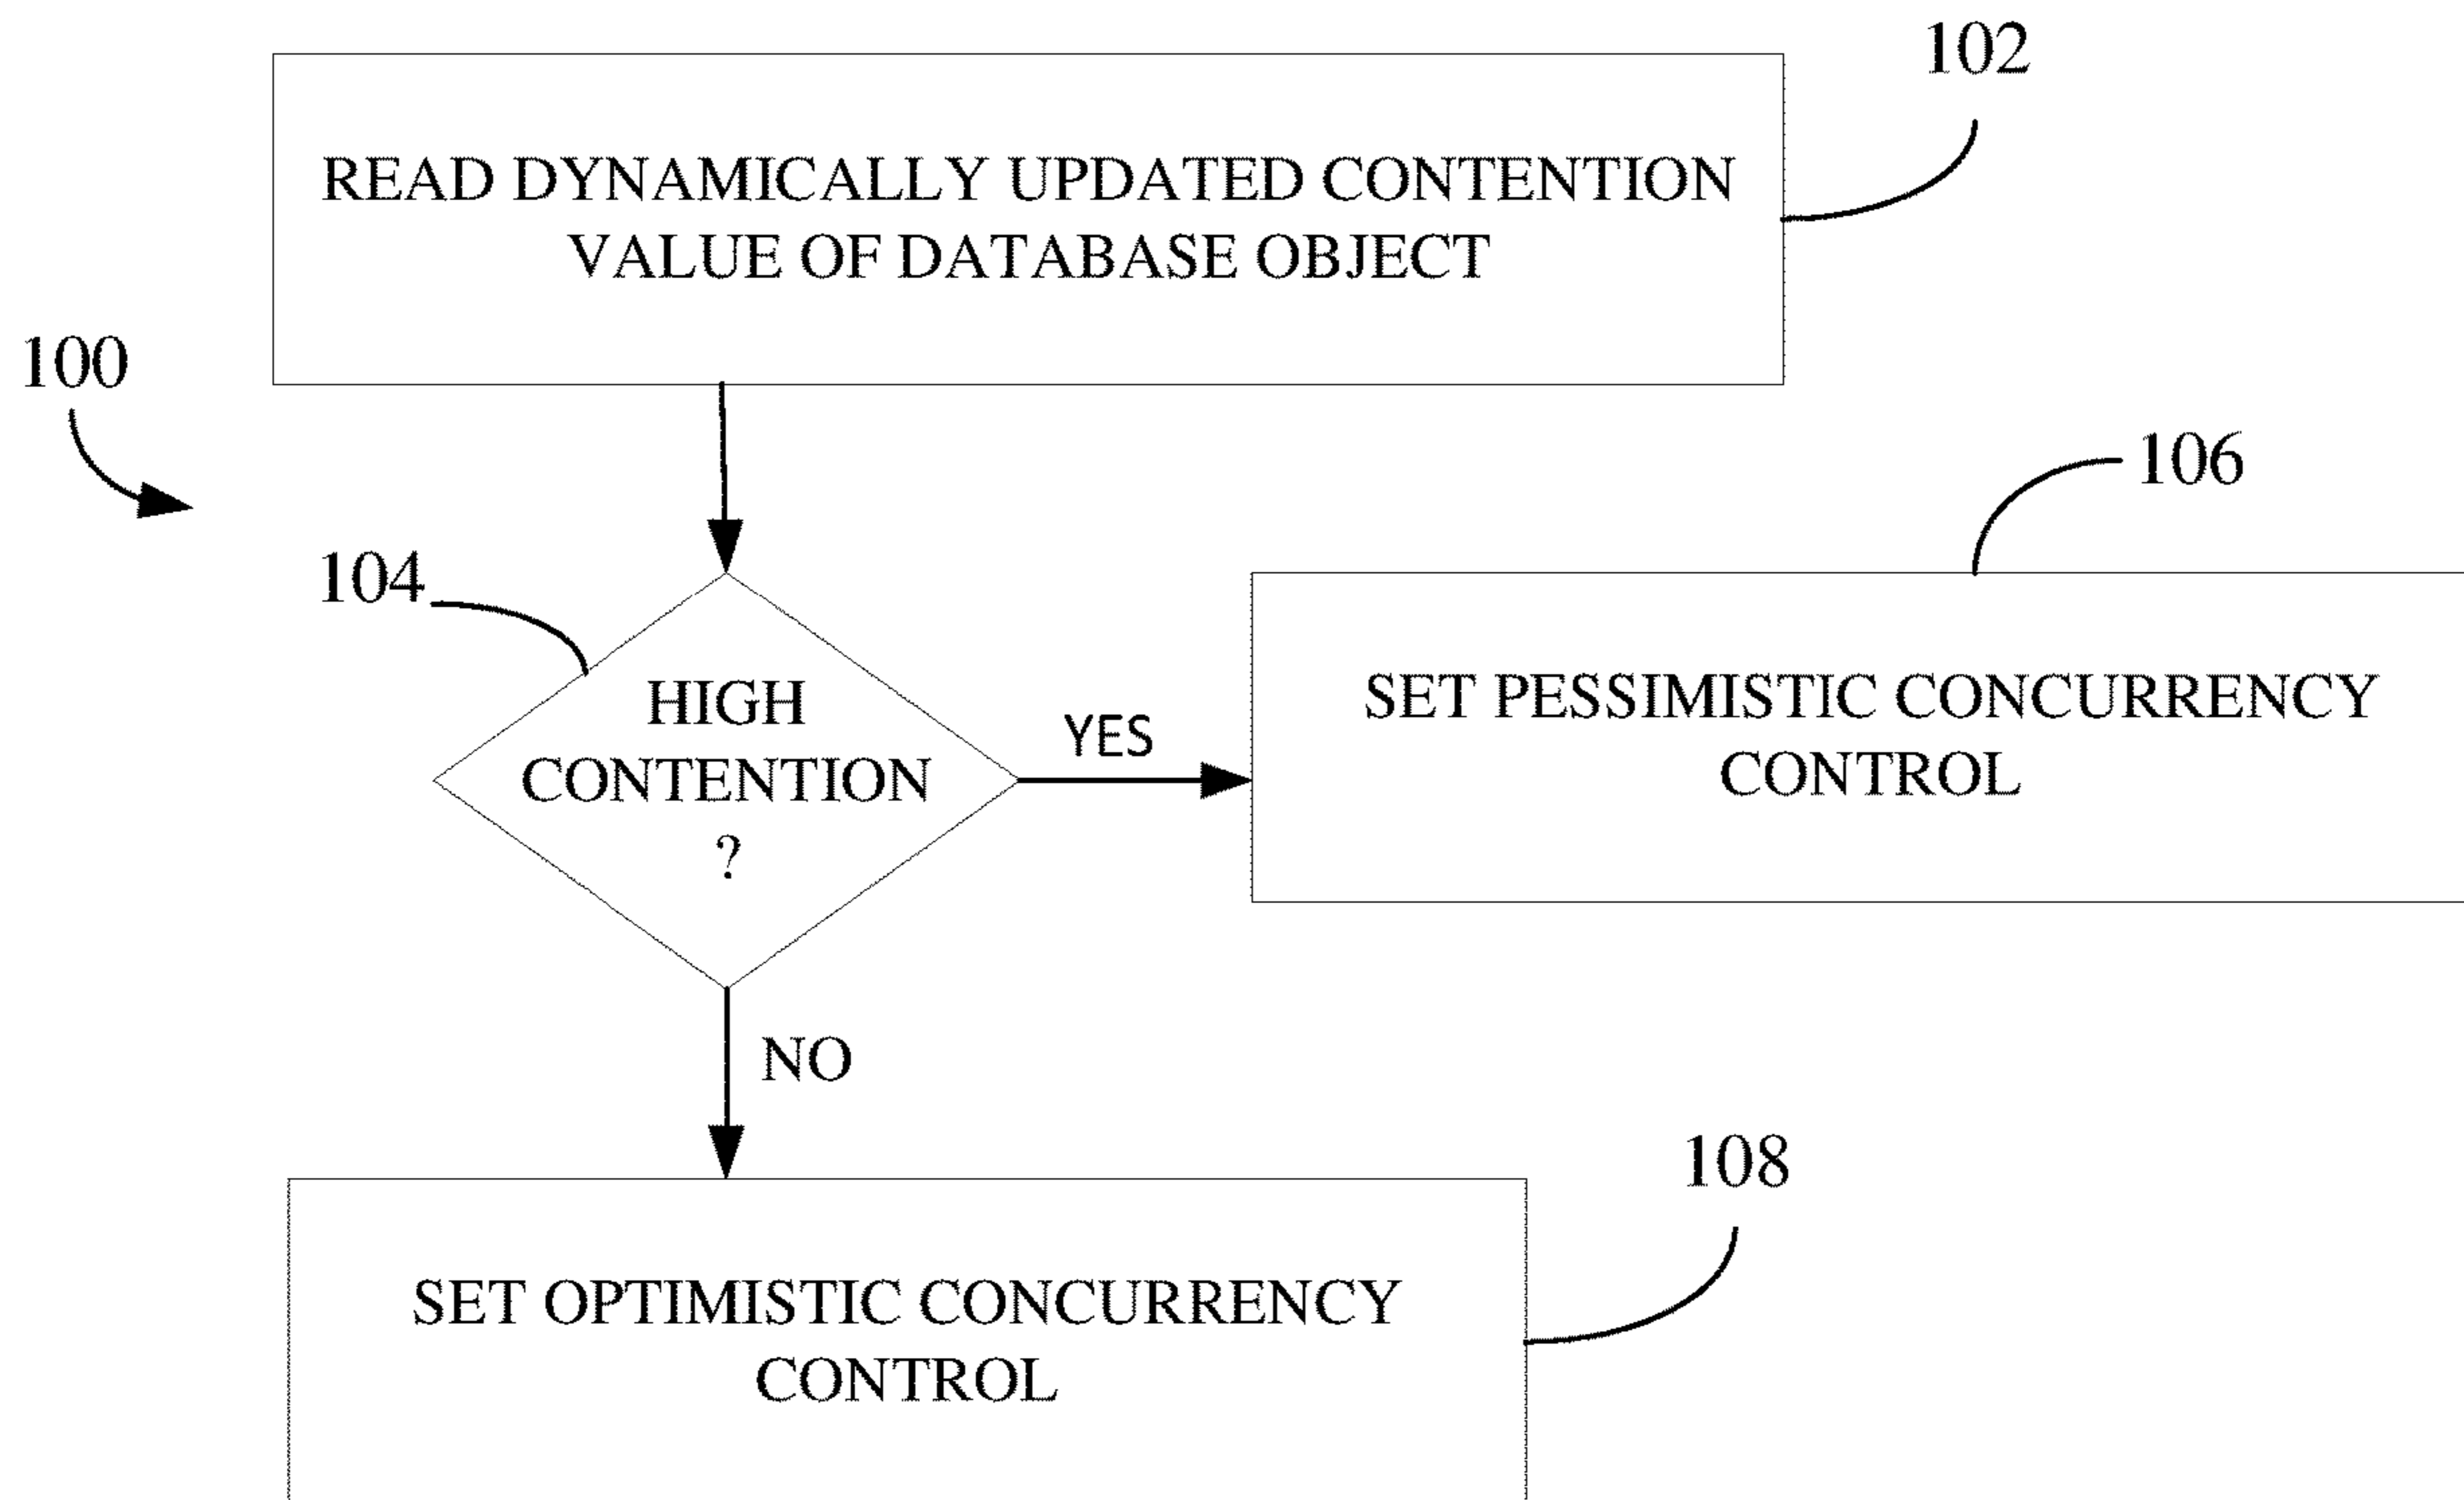 102
READ DYNAMICALLY UPDATED CONTENTION
VALUE OF DATABASE OBJECT
100
106
104
HIGH
CONTENTION
?
YES
SET PESSIMISTIC CONCURRENCY
CONTROL
NO
108
SET OPTIMISTIC CONCURRENCY
CONTROL